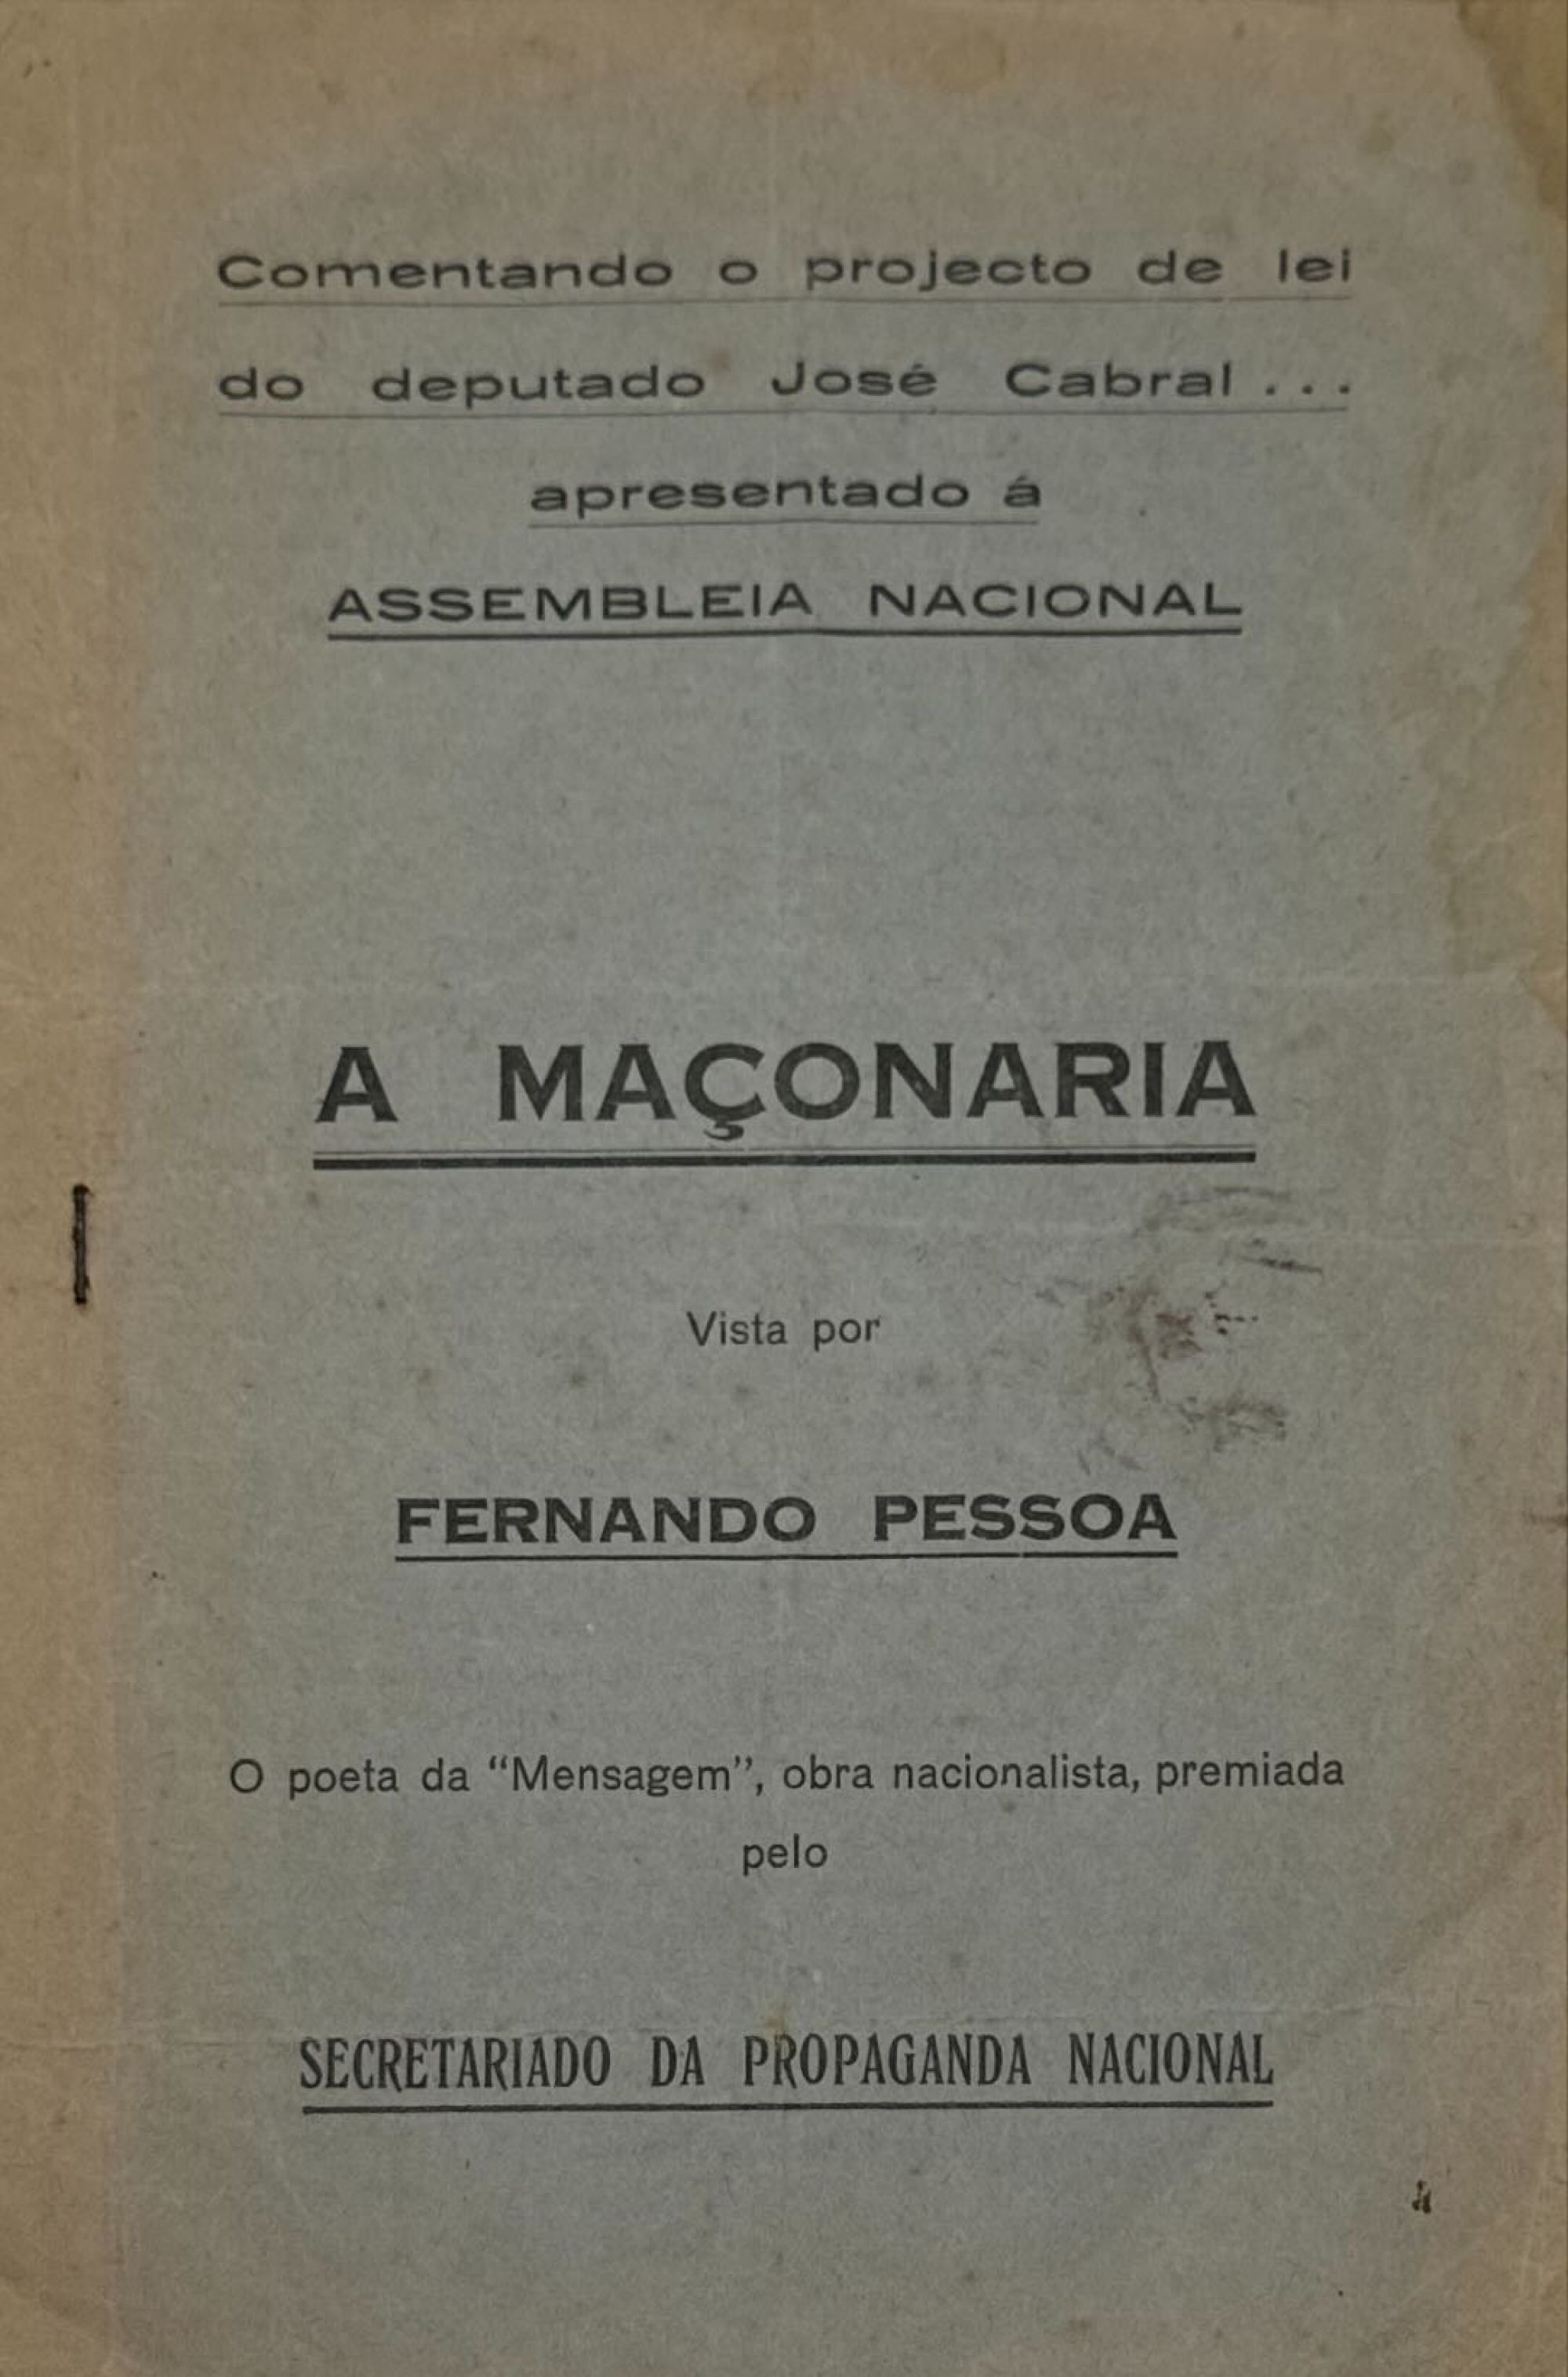 Comentando o projecto de lei
do deputado José Cabral...
apresentado á
ASSEMBLEIA NACIONAL
A MAÇONARIA
Vista por
FERNANDO PESSOA
O poeta da “Mensagem”, obra nacionalista, premiada
pelo
SECRETARIADO DA PROPAGANDA NACIONAL